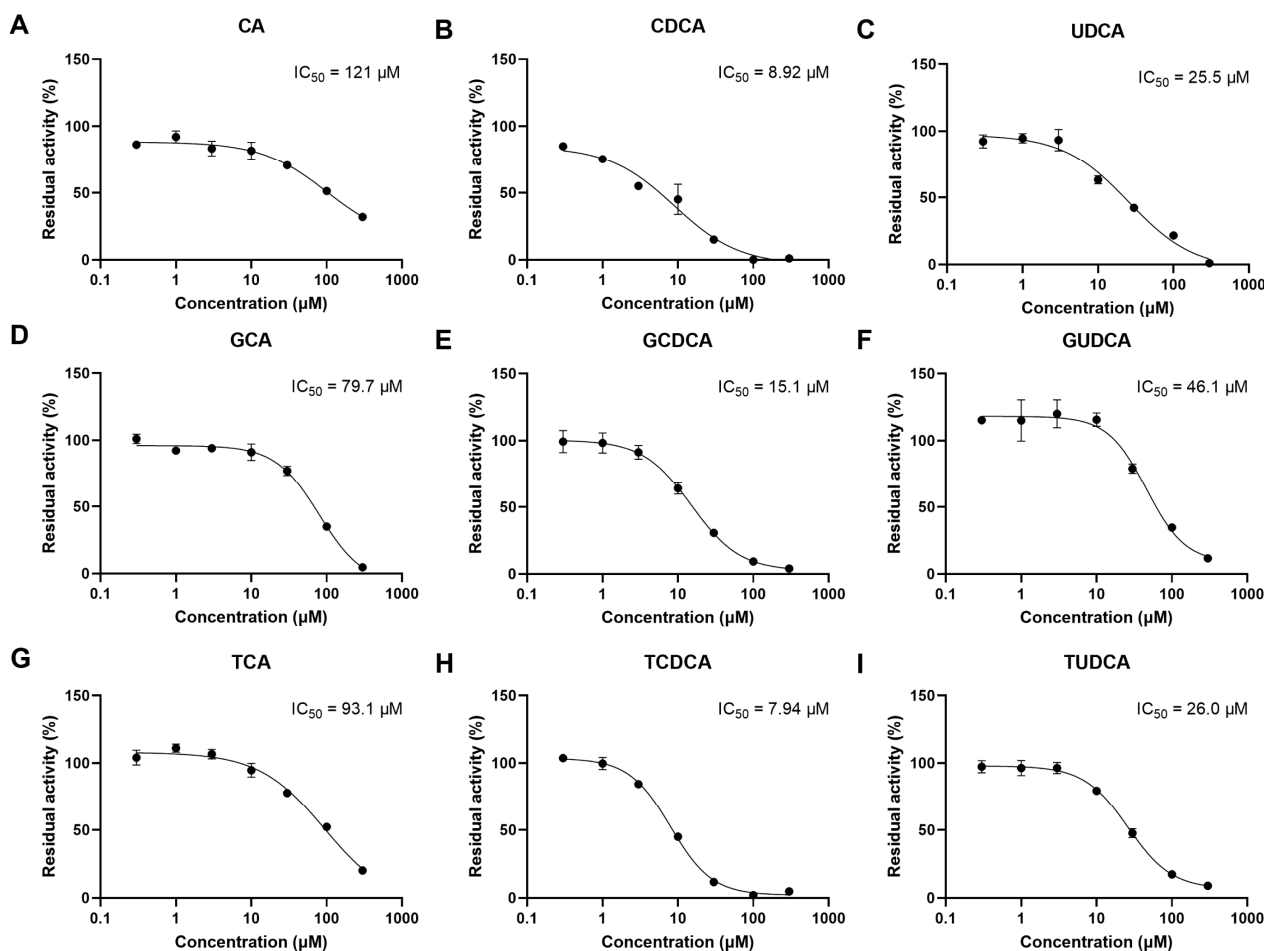 A
CA
IC50 = 121 µM
Residual activity (%)
150
100
50
0
0.1 1 10 100 1000
Concentration (µM)
B
CDCA
IC50 = 8.92 µM
Residual activity (%)
150
100
50
0
0.1 1 10 100 1000
Concentration (µM)
C
UDCA
IC50 = 25.5 µM
Residual activity (%)
150
100
50
0
0.1 1 10 100 1000
Concentration (µM)
D
GCA
IC50 = 79.7 µM
Residual activity (%)
150
100
50
0
0.1 1 10 100 1000
Concentration (µM)
E
GCDCA
IC50 = 15.1 µM
Residual activity (%)
150
100
50
0
0.1 1 10 100 1000
Concentration (µM)
F
GUDCA
IC50 = 46.1 µM
Residual activity (%)
150
100
50
0
0.1 1 10 100 1000
Concentration (µM)
G
TCA
IC50 = 93.1 µM
Residual activity (%)
150
100
50
0
0.1 1 10 100 1000
Concentration (µM)
H
TCDCA
IC50 = 7.94 µM
Residual activity (%)
150
100
50
0
0.1 1 10 100 1000
Concentration (µM)
I
TUDCA
IC50 = 26.0 µM
Residual activity (%)
150
100
50
0
0.1 1 10 100 1000
Concentration (µM)